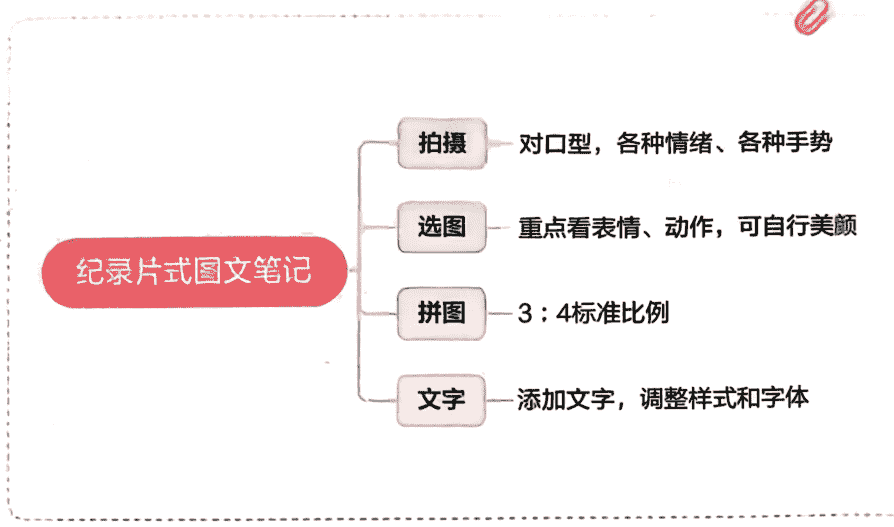 纪录片式图文笔记
拍摄 对口型，各种情绪、各种手势
选图 重点看表情、动作，可自行美颜
拼图 3：4标准比例
文字 添加文字，调整样式和字体